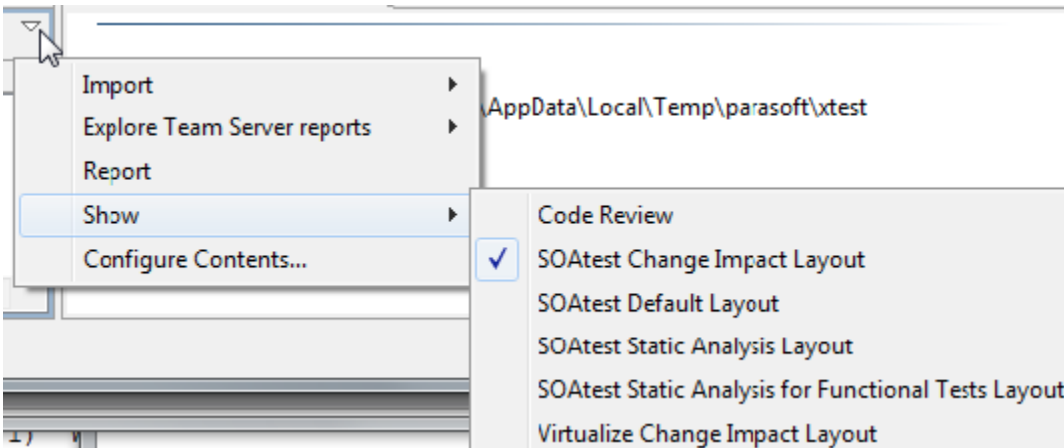 Import
\AppData\Local\Temp\parasoft\xtest
Explore Team Server reports
Report
Show
Code Review
Configure Contents...
SOAtest Change Impact Layout
SOAtest Default Layout
SOAtest Static Analysis Layout
SOAtest Static Analysis for Functional Tests Layout
Virtualize Change Impact Layout